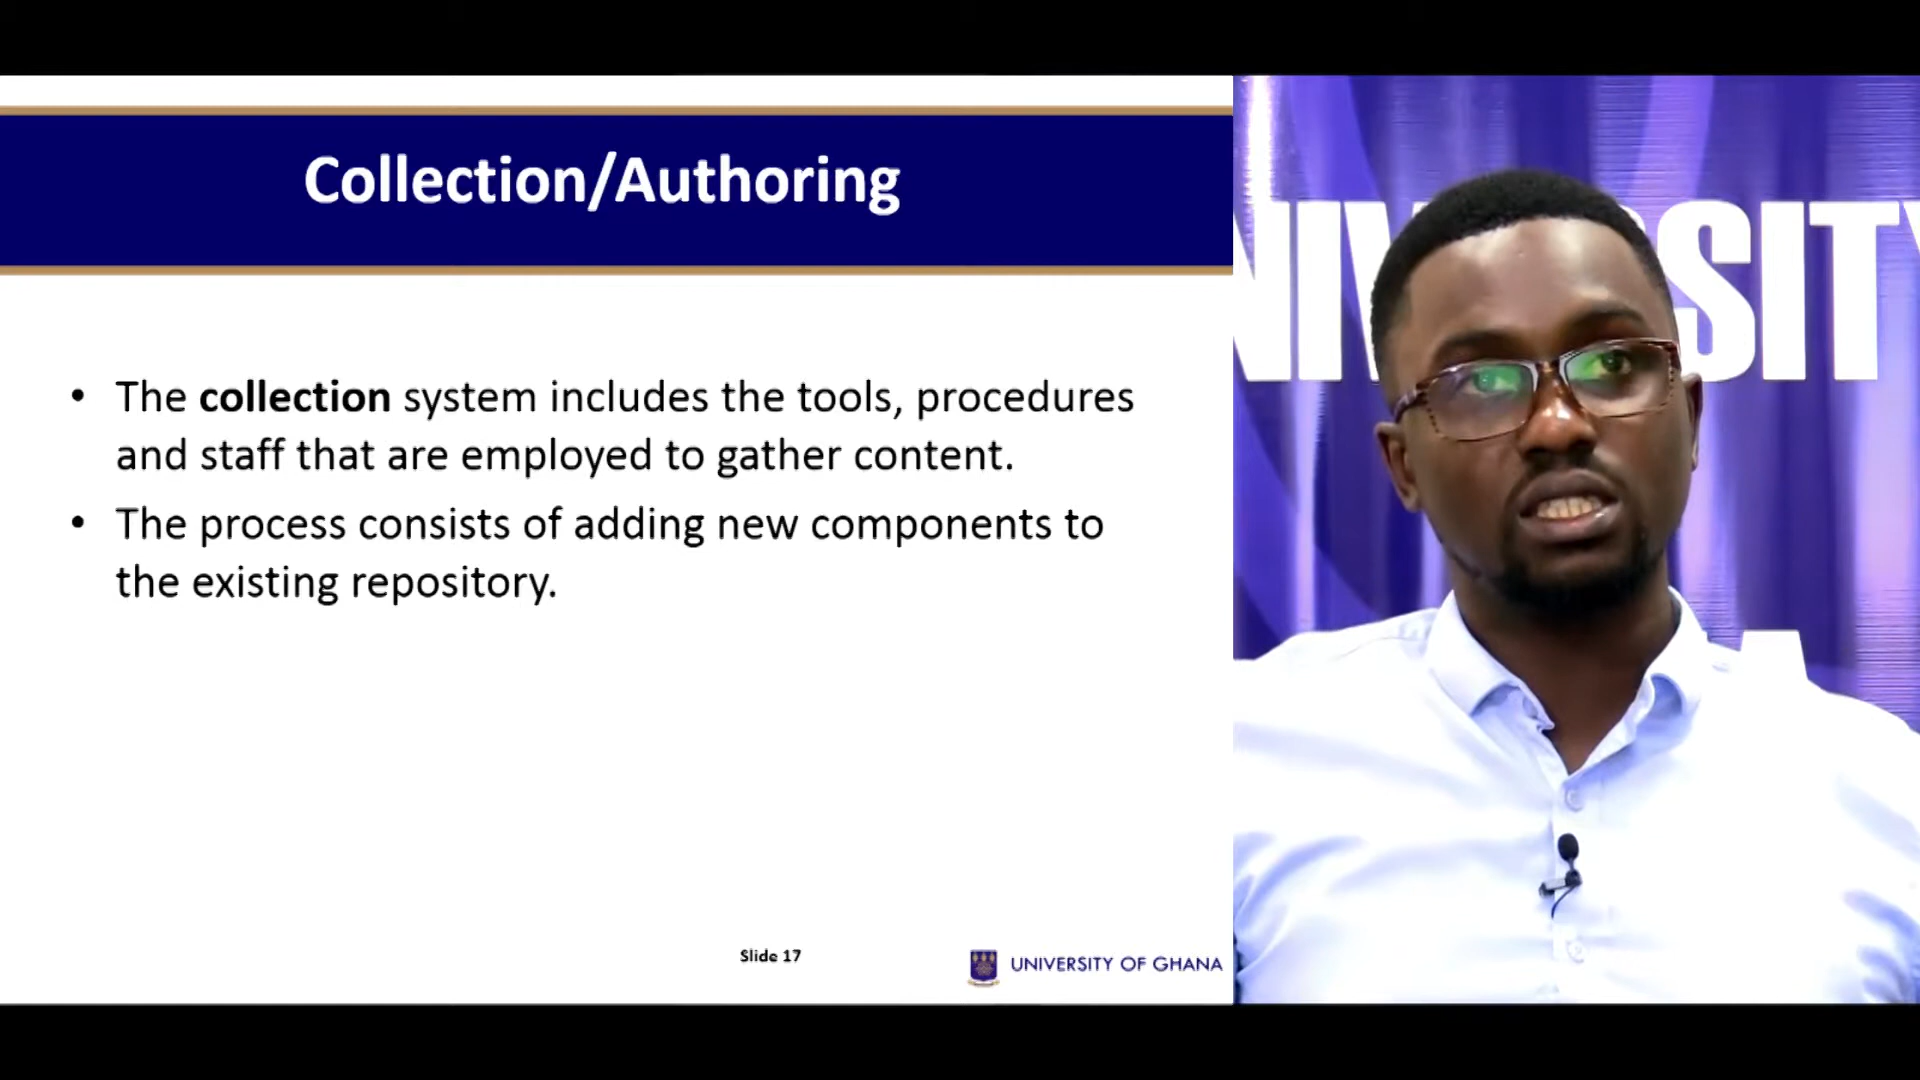 Collection/Authoring
• The collection system includes the tools, procedures
and staff that are employed to gather content.
• The process consists of adding new components to
the existing repository.
Slide 17
UNIVERSITY OF GHANA